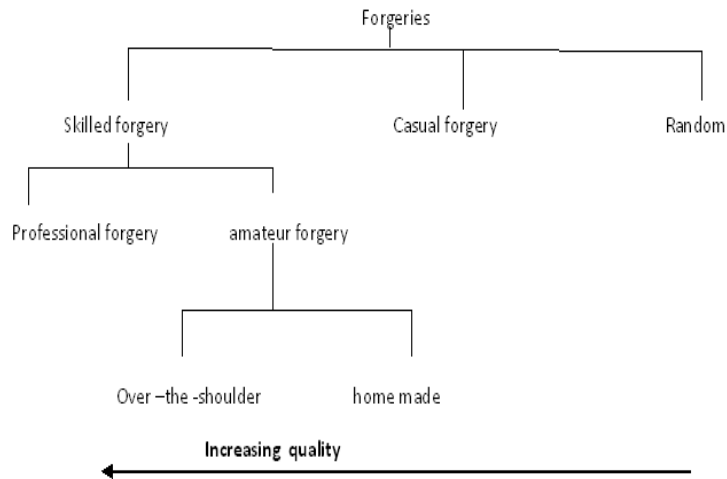 Forgeries
Skilled forgery Casual forgery Random
Professional forgery amateur forgery
Over –the -shoulder home made
Increasing quality